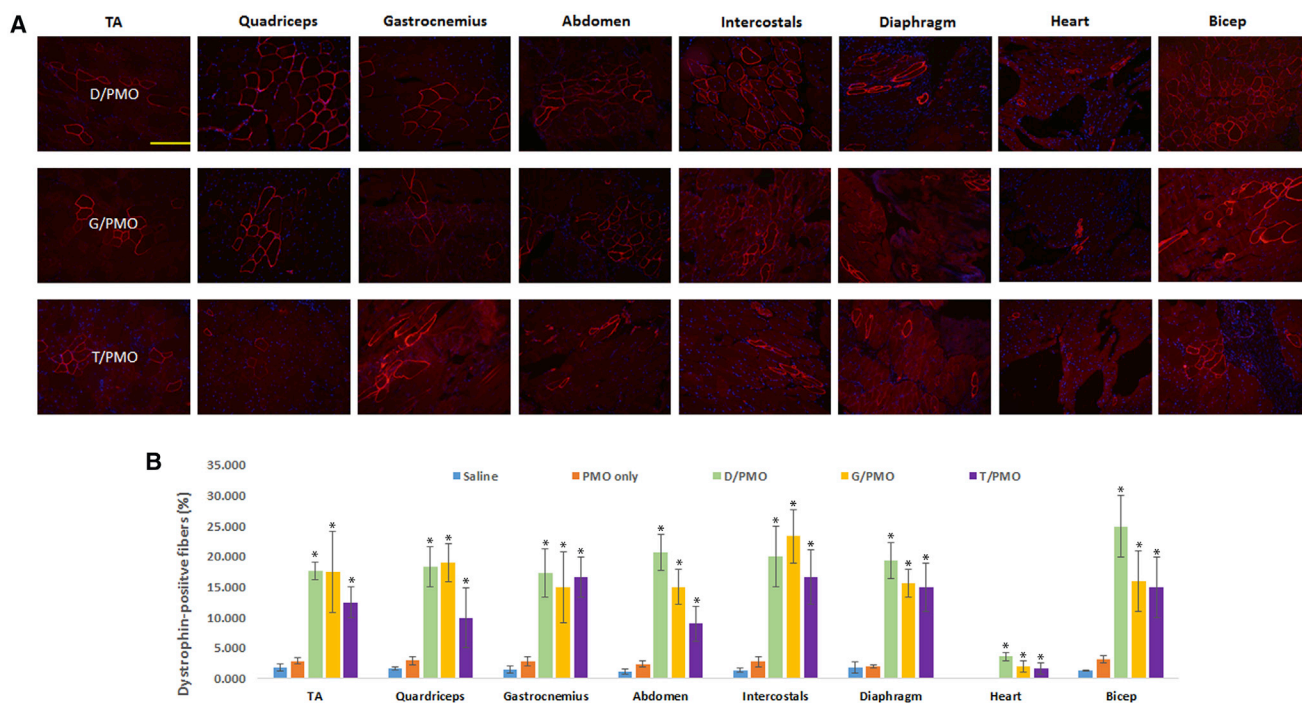 A
TA Quadriceps Gastrocnemius Abdomen Intercostals Diaphragm Heart Bicep
D/PMO
G/PMO
T/PMO
B
Dystrophin-posiitve fibers (%)
35.000
30.000
25.000
20.000
15.000
10.000
5.000
0.000
Saline PMO only D/PMO G/PMO T/PMO
* * * * * * * * * * * * * * * * * * * * * * * *
TA Quardriceps Gastrocnemius Abdomen Intercostals Diaphragm Heart Bicep